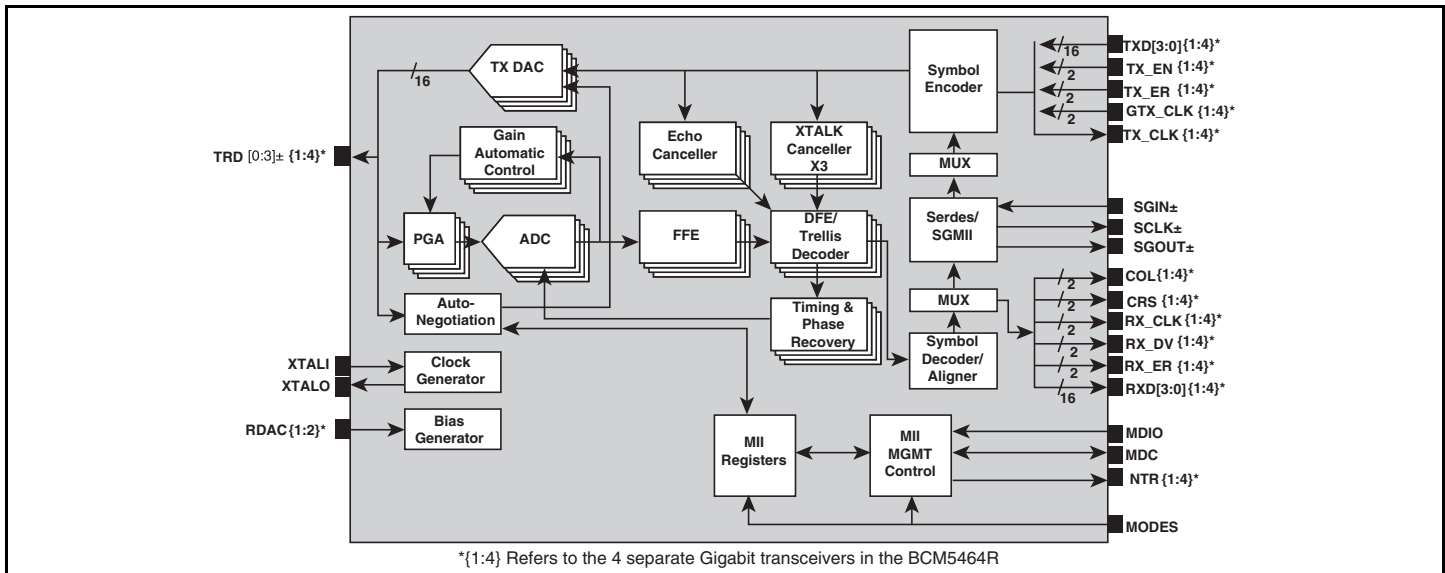 TX DAC
16
Symbol
Encoder
16
TXD[3:0]{1:4}*
2
TX_EN {1:4}*
2
TX_ER {1:4}*
2
GTX_CLK {1:4}*
TX_CLK {1:4}*
Gain
Automatic
Control
Echo
Canceller
XTALK
Canceller
X3
MUX
TRD [0:3]± {1:4}*
PGA
ADC
FFE
DFE/
Trellis
Decoder
Serdes/
SGMII
SGIN±
SCLK±
SGOUT±
Auto-
Negotiation
Timing &
Phase
Recovery
MUX
Symbol
Decoder/
Aligner
2
COL{1:4}*
2
CRS {1:4}*
2
RX_CLK{1:4}*
2
RX_DV {1:4}*
2
RX_ER {1:4}*
16
RXD[3:0]{1:4}*
XTALI
XTALO
Clock
Generator
RDAC{1:2}*
Bias
Generator
MII
Registers
MII
MGMT
Control
MDIO
MDC
NTR {1:4}*
MODES
*{1:4} Refers to the 4 separate Gigabit transceivers in the BCM5464R